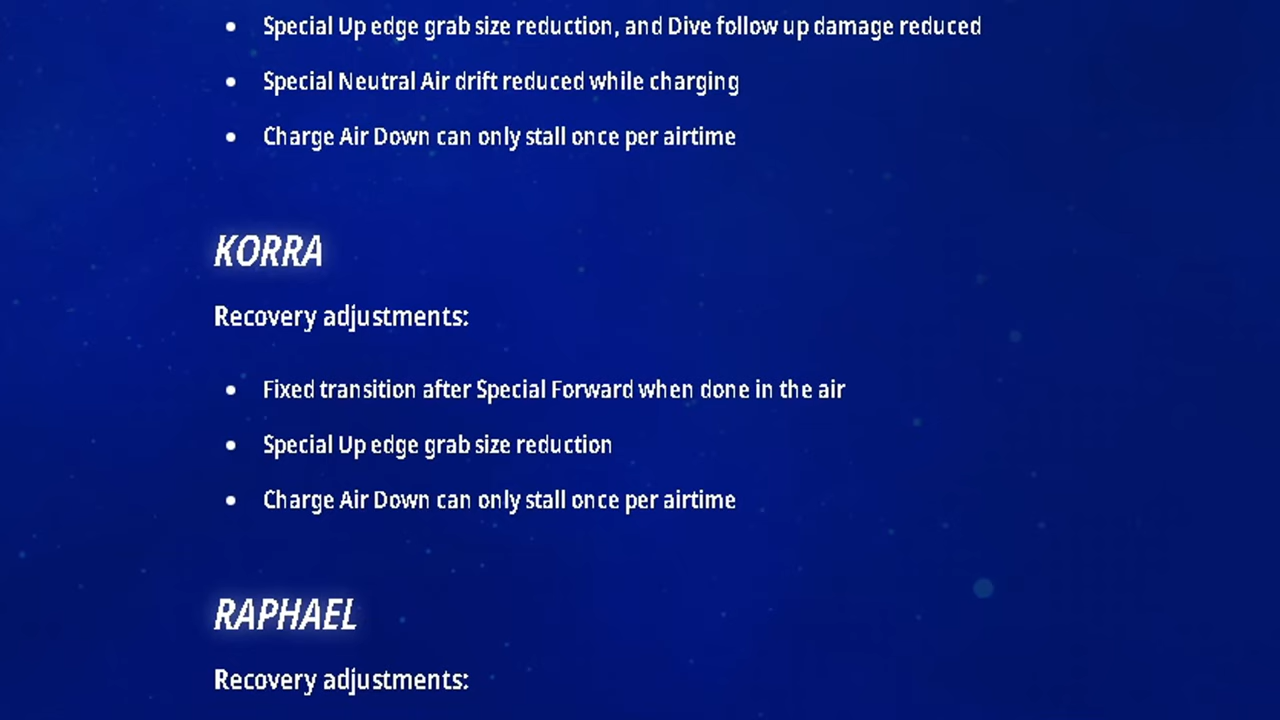 • Special Up edge grab size reduction, and Dive follow up damage reduced
• Special Neutral Air drift reduced while charging
• Charge Air Down can only stall once per airtime
KORRA
Recovery adjustments:
• Fixed transition after Special Forward when done in the air
• Special Up edge grab size reduction
• Charge Air Down can only stall once per airtime
RAPHAEL
Recovery adjustments: